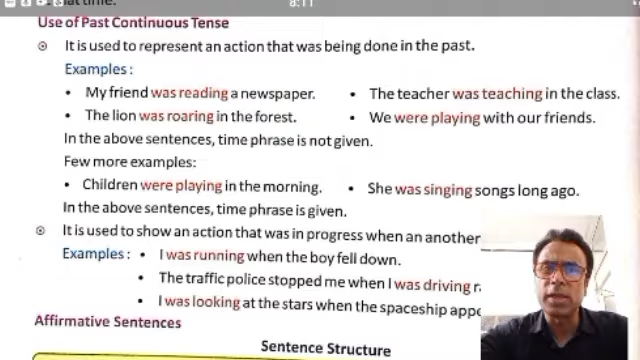 that time.
8:11
Use of Past Continuous Tense
It is used to represent an action that was being done in the past.
Examples :
• My friend was reading a newspaper. • The teacher was teaching in the class.
• The lion was roaring in the forest. • We were playing with our friends.
In the above sentences, time phrase is not given.
Few more examples:
• Children were playing in the morning. • She was singing songs long ago.
In the above sentences, time phrase is given.
It is used to show an action that was in progress when an another
Examples : • I was running when the boy fell down.
• The traffic police stopped me when I was driving
• I was looking at the stars when the spaceship
Affirmative Sentences
Sentence Structure